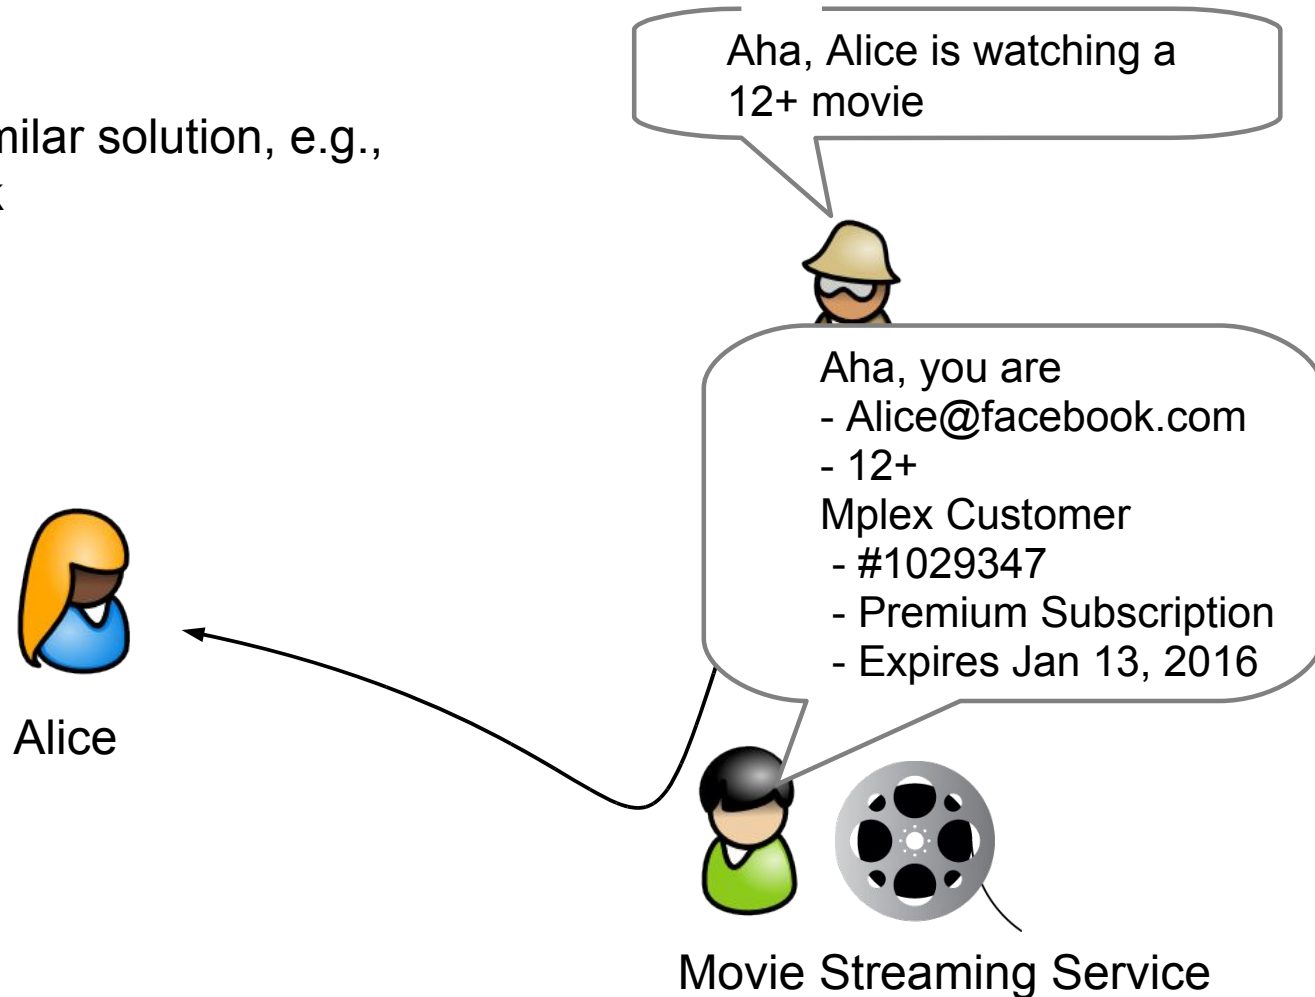 Aha, Alice is watching a
12+ movie
milar solution, e.g.,
Aha, you are
- Alice@facebook.com
- 12+
Mplex Customer
- #1029347
- Premium Subscription
- Expires Jan 13, 2016
Alice
Movie Streaming Service